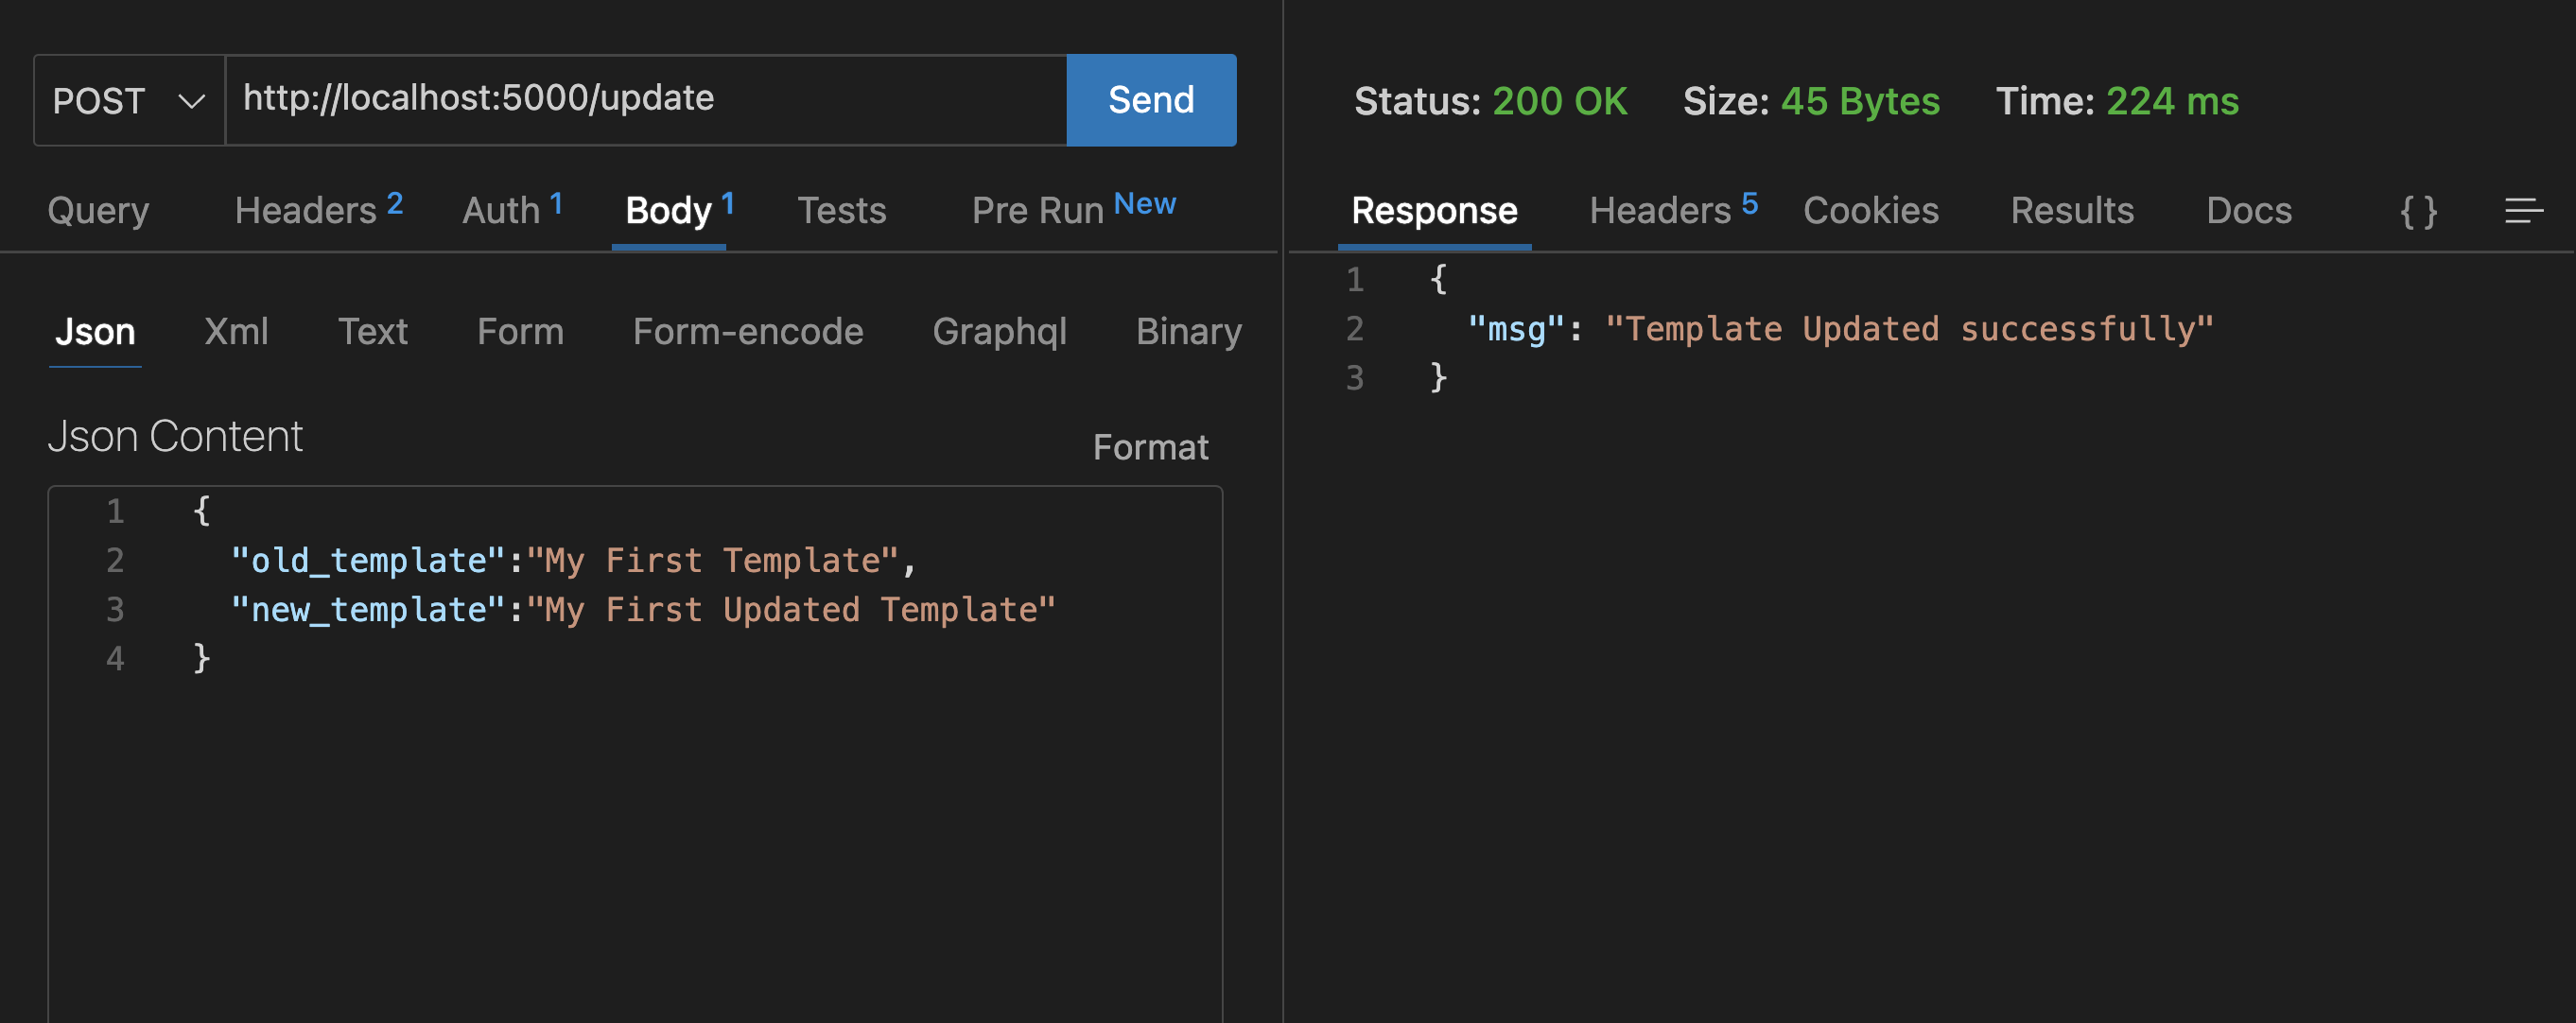 POST http://localhost:5000/update Send
Query Headers 2 Auth 1 Body 1 Tests Pre Run New
Json Xml Text Form Form-encode Graphql Binary
Json Content
Format
1 {
2 "old_template":"My First Template",
3 "new_template":"My First Updated Template"
4 }
Status: 200 OK Size: 45 Bytes Time: 224 ms
Response Headers 5 Cookies Results Docs { }
1 {
2 "msg": "Template Updated successfully"
3 }